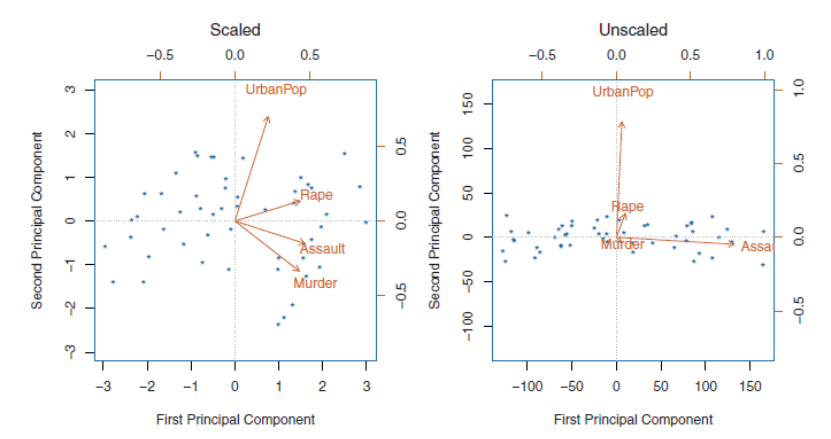 Scaled
−0.5 0.0 0.5
UrbanPop
Rape
Assault
Murder
3
2
1
0
−1
−2
−3
0.5
0.0
−0.5
−3 −2 −1 0 1 2 3
Second Principal Component
First Principal Component
Unscaled
−0.5 0.0 0.5 1.0
UrbanPop
Rape
Murder
Assau
150
100
50
0
−50
−100
1.0
0.5
0.0
−0.5
−100 −50 0 50 100 150
Second Principal Component
First Principal Component